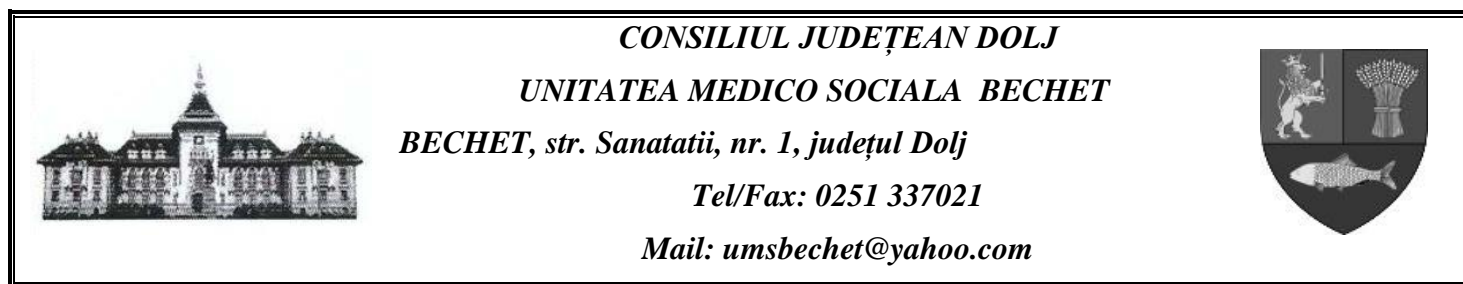 CONSILIUL JUDEȚEAN DOLJ
UNITATEA MEDICO SOCIALA BECHET
BECHET, str. Sanatatii, nr. 1, județul Dolj
Tel/Fax: 0251 337021
Mail: umsbechet@yahoo.com